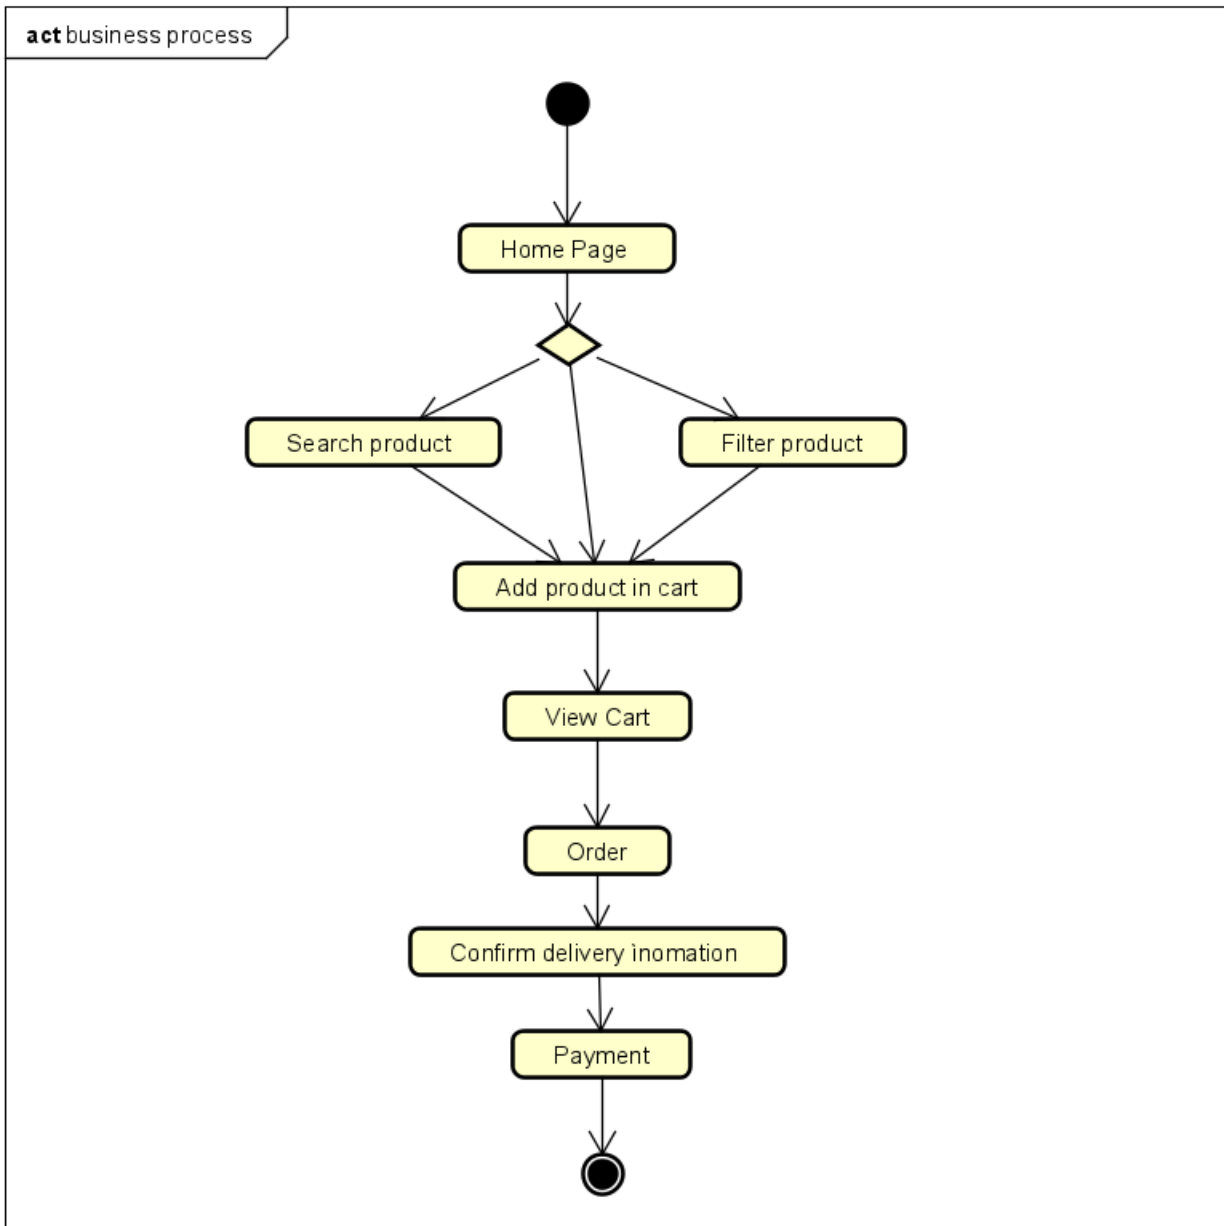 act business process
Home Page
Search product
Filter product
Add product in cart
View Cart
Order
Confirm delivery ìnomation
Payment